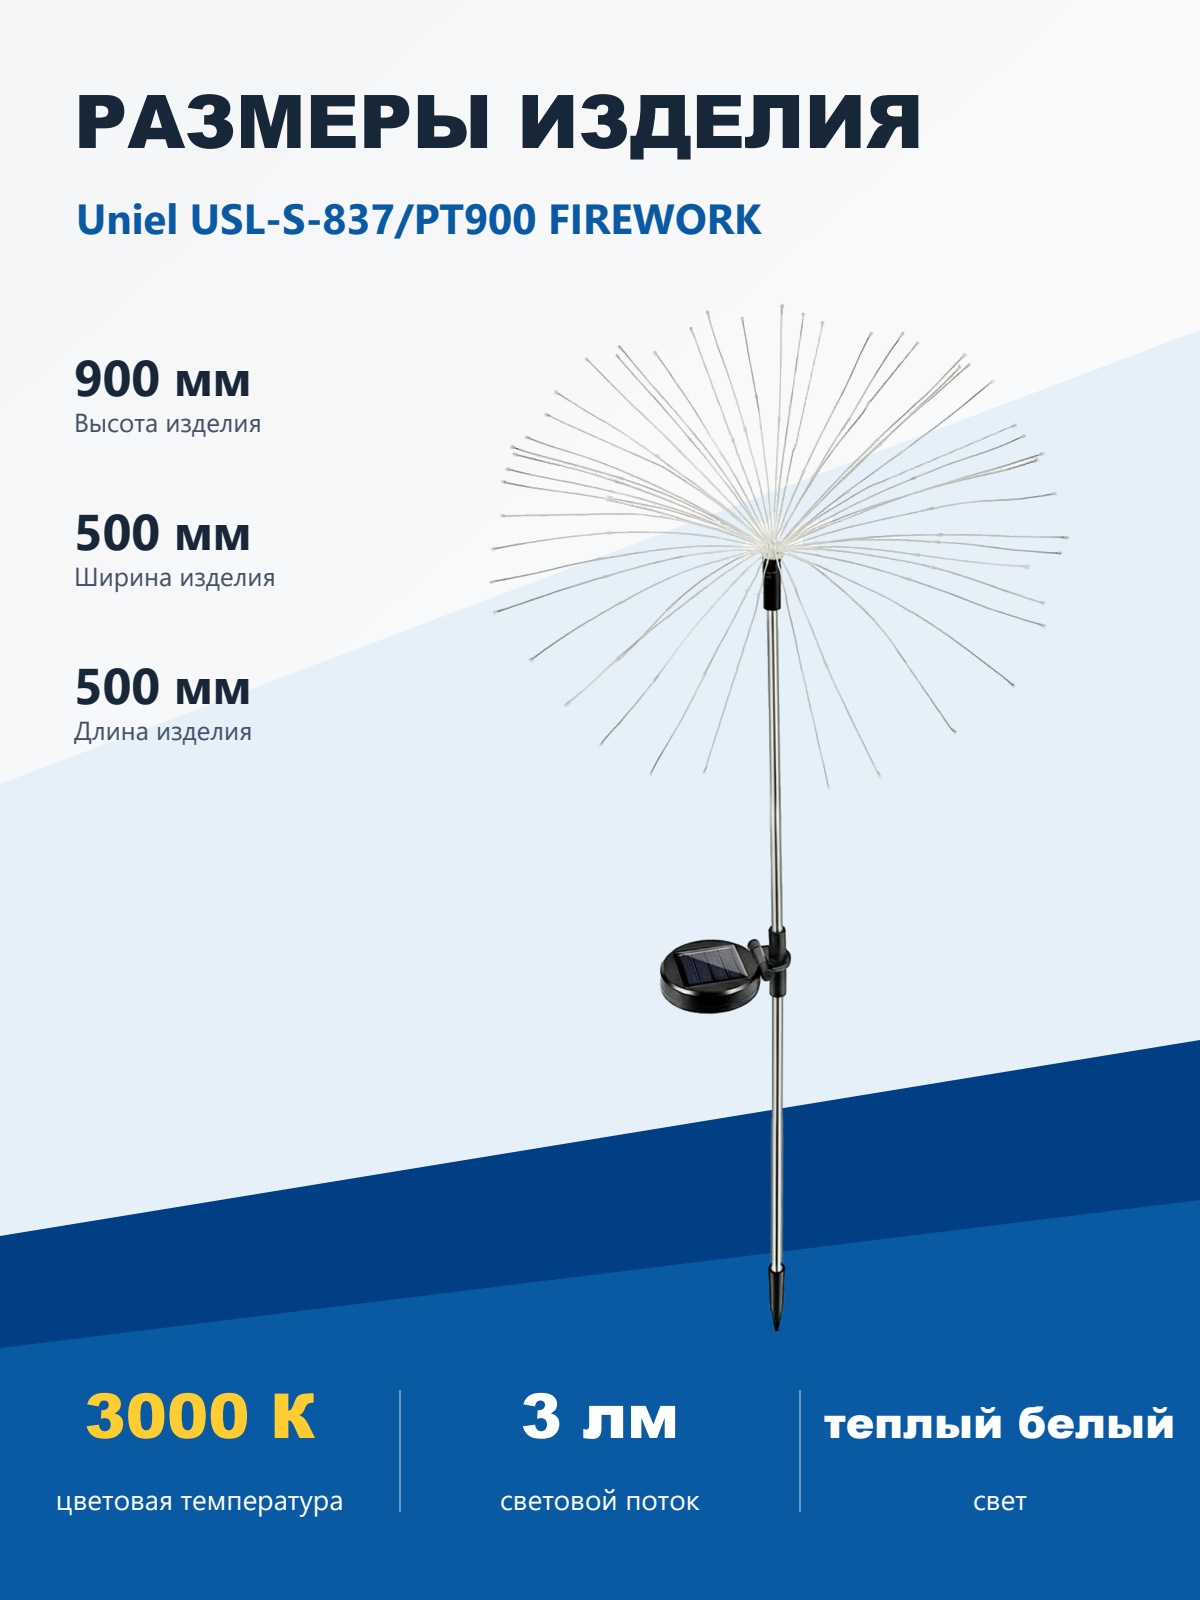 РАЗМЕРЫ ИЗДЕЛИЯ
Uniel USL-S-837/PT900 FIREWORK
900 мм
Высота изделия
500 мм
Ширина изделия
500 мм
Длина изделия
3000 К
цветовая температура
3 лм
световой поток
теплый белый
свет